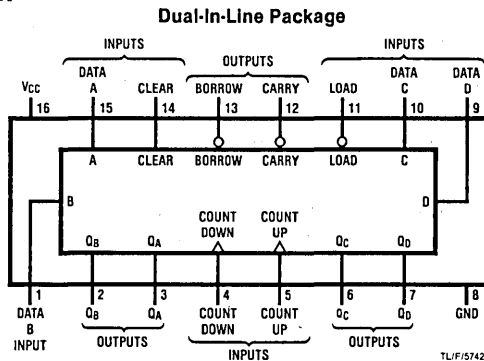 Dual-In-Line Package
INPUTS OUTPUTS INPUTS
DATA DATA DATA
VCC A CLEAR BORROW CARRY LOAD C D
16 15 14 13 12 11 10 9
A CLEAR BORROW CARRY LOAD C
B D
COUNT COUNT
QB QA DOWN UP QC QD
1 2 3 4 5 6 7 8
DATA QB QA COUNT COUNT QC QD GND
B OUTPUTS DOWN UP OUTPUTS
INPUT INPUTS
TL/F/5742